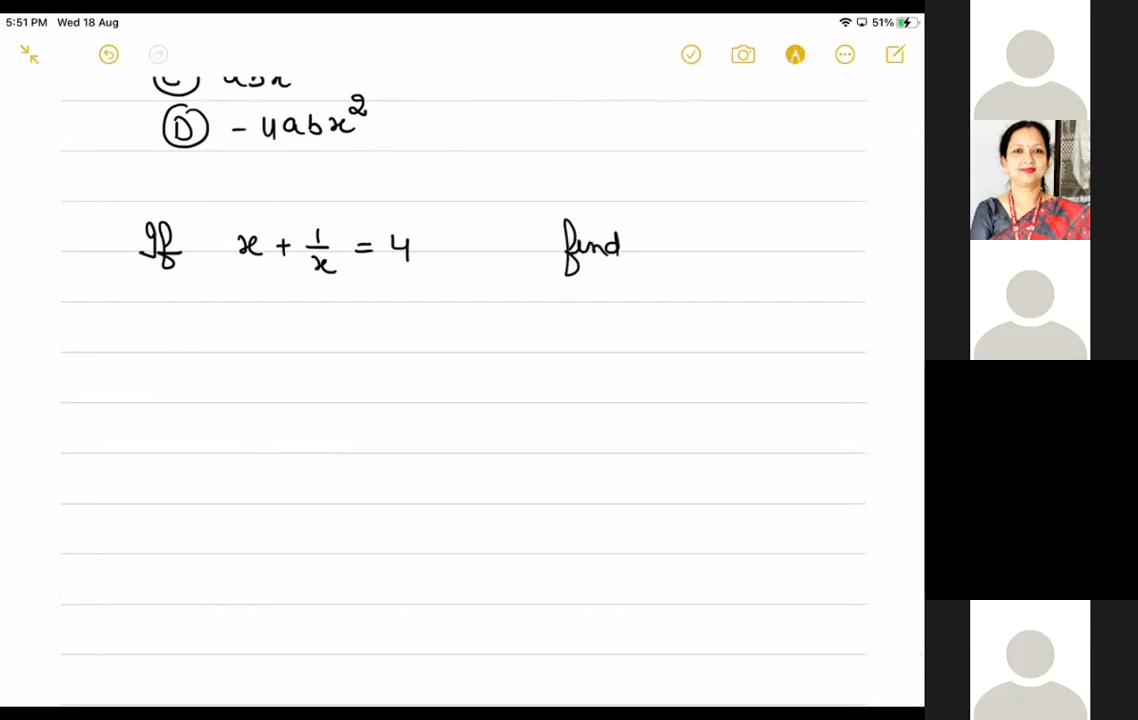 5:51 PM Wed 18 Aug 51%
D - 4abx²
If x + 1/x = 4 find